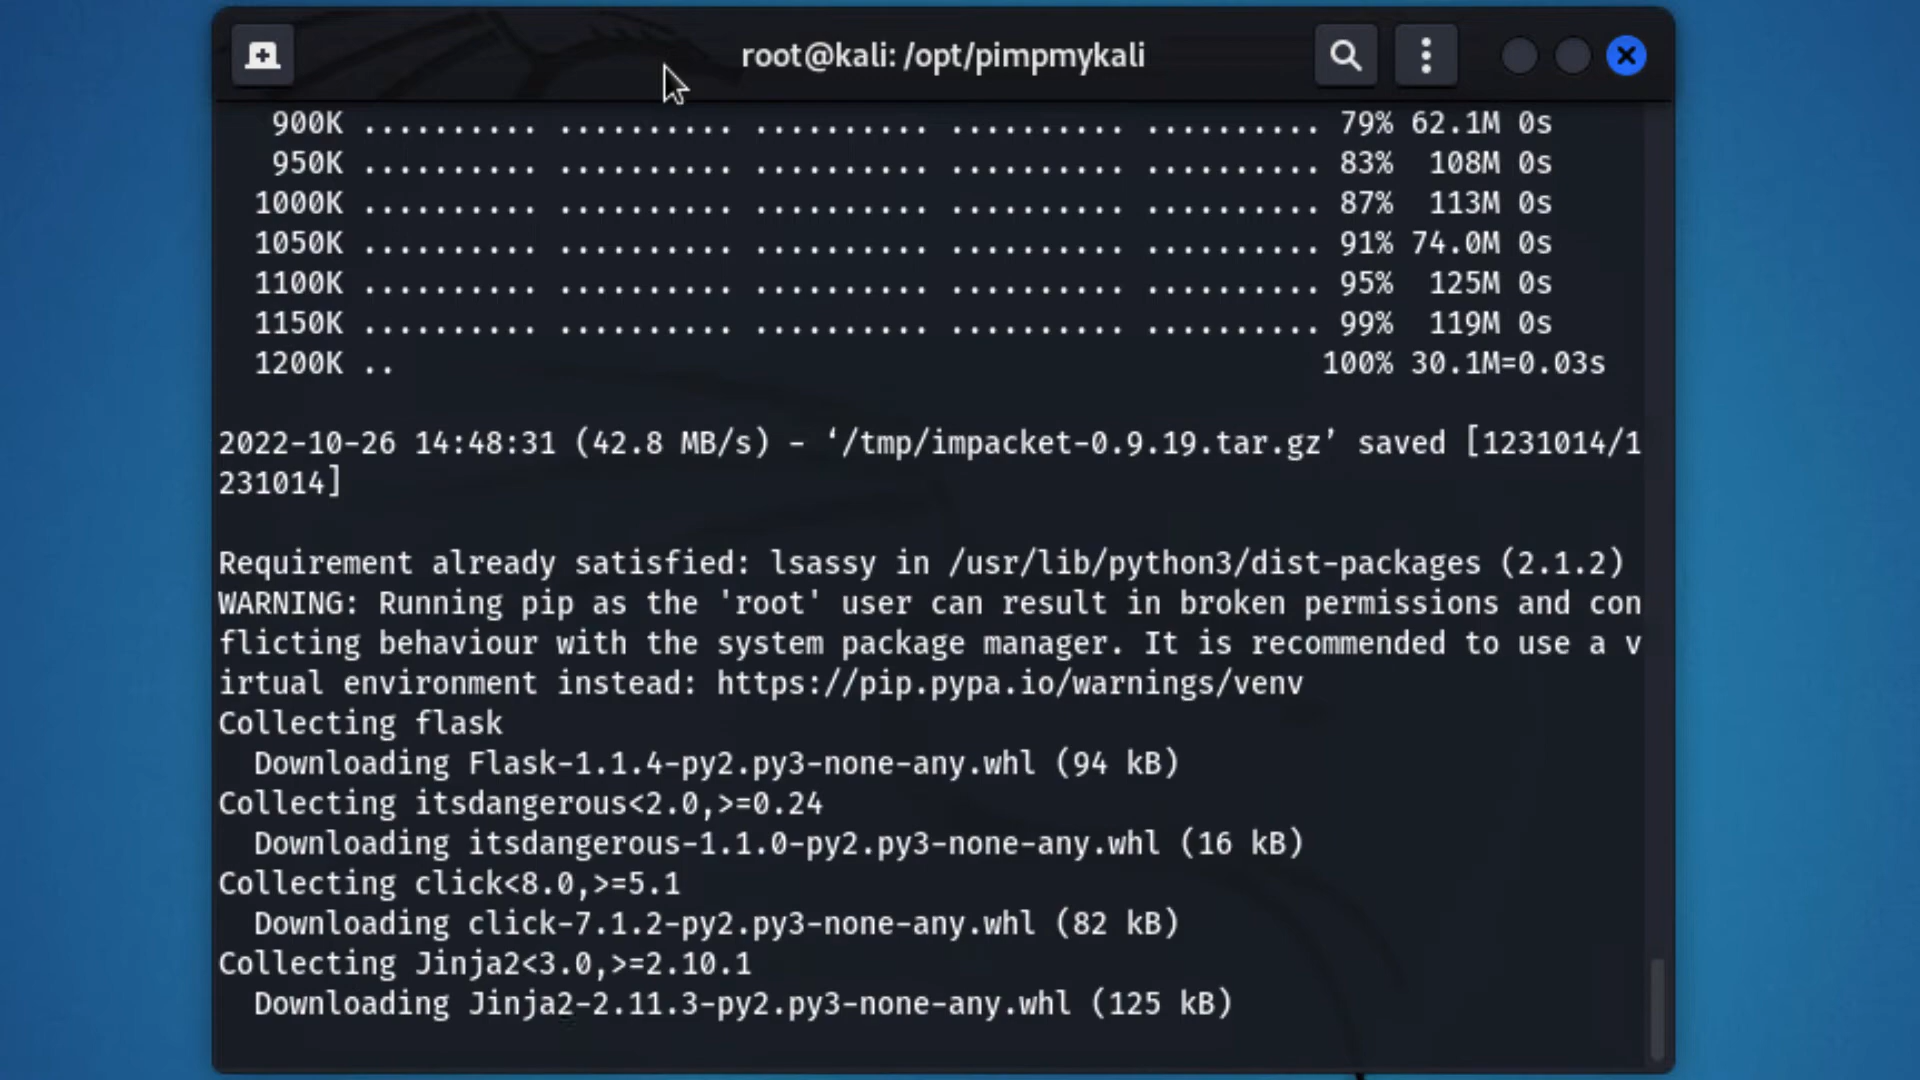 root@kali: /opt/pimpmykali
900K .......... .......... .......... .......... .......... 79% 62.1M 0s
950K .......... .......... .......... .......... .......... 83% 108M 0s
1000K .......... .......... .......... .......... .......... 87% 113M 0s
1050K .......... .......... .......... .......... .......... 91% 74.0M 0s
1100K .......... .......... .......... .......... .......... 95% 125M 0s
1150K .......... .......... .......... .......... .......... 99% 119M 0s
1200K .. 100% 30.1M=0.03s
2022-10-26 14:48:31 (42.8 MB/s) - ‘/tmp/impacket-0.9.19.tar.gz’ saved [1231014/1
231014]
Requirement already satisfied: lsassy in /usr/lib/python3/dist-packages (2.1.2)
WARNING: Running pip as the 'root' user can result in broken permissions and con
flicting behaviour with the system package manager. It is recommended to use a v
irtual environment instead: https://pip.pypa.io/warnings/venv
Collecting flask
  Downloading Flask-1.1.4-py2.py3-none-any.whl (94 kB)
Collecting itsdangerous<2.0,>=0.24
  Downloading itsdangerous-1.1.0-py2.py3-none-any.whl (16 kB)
Collecting click<8.0,>=5.1
  Downloading click-7.1.2-py2.py3-none-any.whl (82 kB)
Collecting Jinja2<3.0,>=2.10.1
  Downloading Jinja2-2.11.3-py2.py3-none-any.whl (125 kB)